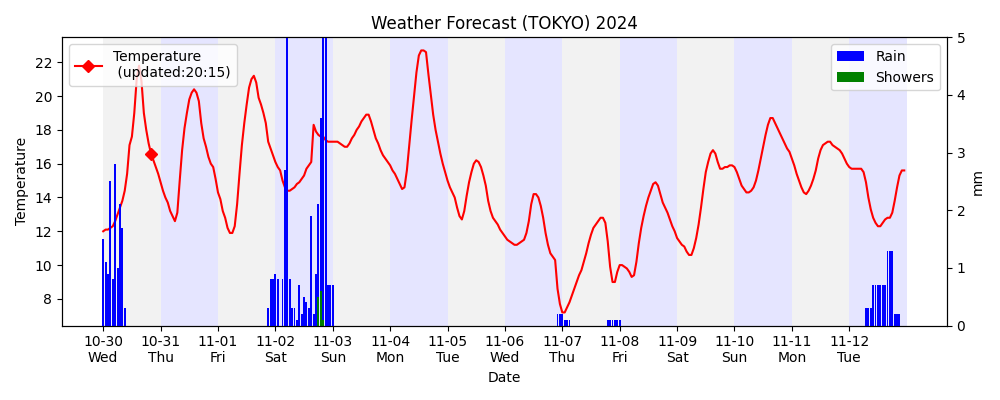 Weather Forecast (TOKYO) 2024
Temperature
(updated:20:15)
Rain
Showers
22
20
18
16
14
12
10
8
Temperature
5
4
3
2
1
0
mm
10-30 10-31 11-01 11-02 11-03 11-04 11-05 11-06 11-07 11-08 11-09 11-10 11-11 11-12
Wed Thu Fri Sat Sun Mon Tue Wed Thu Fri Sat Sun Mon Tue
Date